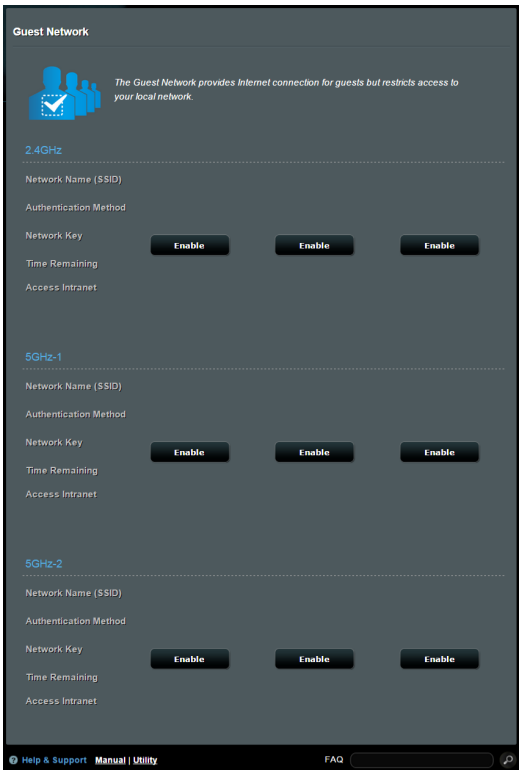 Guest Network
The Guest Network provides Internet connection for guests but restricts access to
your local network.
2.4GHz
Network Name (SSID)
Authentication Method
Network Key
Enable Enable Enable
Time Remaining
Access Intranet
5GHz-1
Network Name (SSID)
Authentication Method
Network Key
Enable Enable Enable
Time Remaining
Access Intranet
5GHz-2
Network Name (SSID)
Authentication Method
Network Key
Enable Enable Enable
Time Remaining
Access Intranet
? Help & Support Manual | Utility FAQ